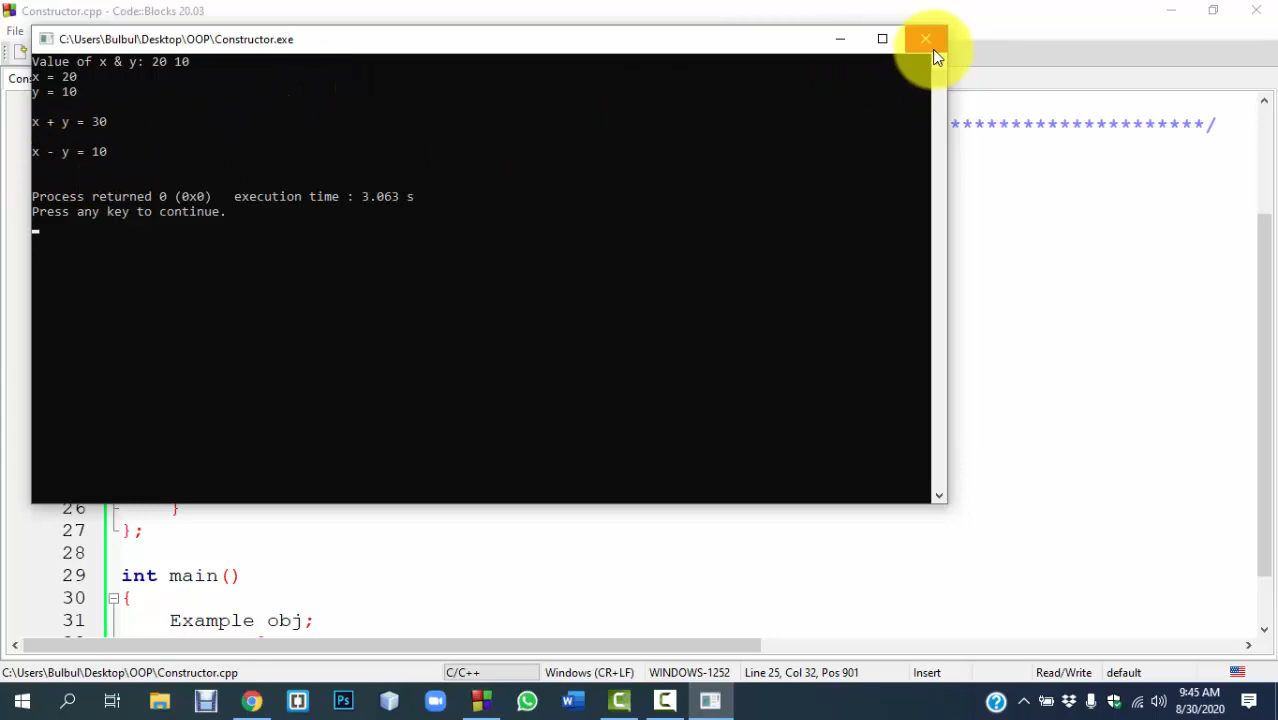 Constructor.cpp - Code::Blocks 20.03
File
C:\Users\Bulbul\Desktop\OOP\Constructor.exe
Value of x & y: 20 10
x = 20
y = 10
x + y = 30
x - y = 10
Process returned 0 (0x0)   execution time : 3.063 s
Press any key to continue.
Con
*********************/
26 }
27 };
28
29 int main()
30 {
31 Example obj;
C:\Users\Bulbul\Desktop\OOP\Constructor.cpp C/C++ Windows (CR+LF) WINDOWS-1252 Line 25, Col 32, Pos 901 Insert Read/Write default
9:45 AM
8/30/2020